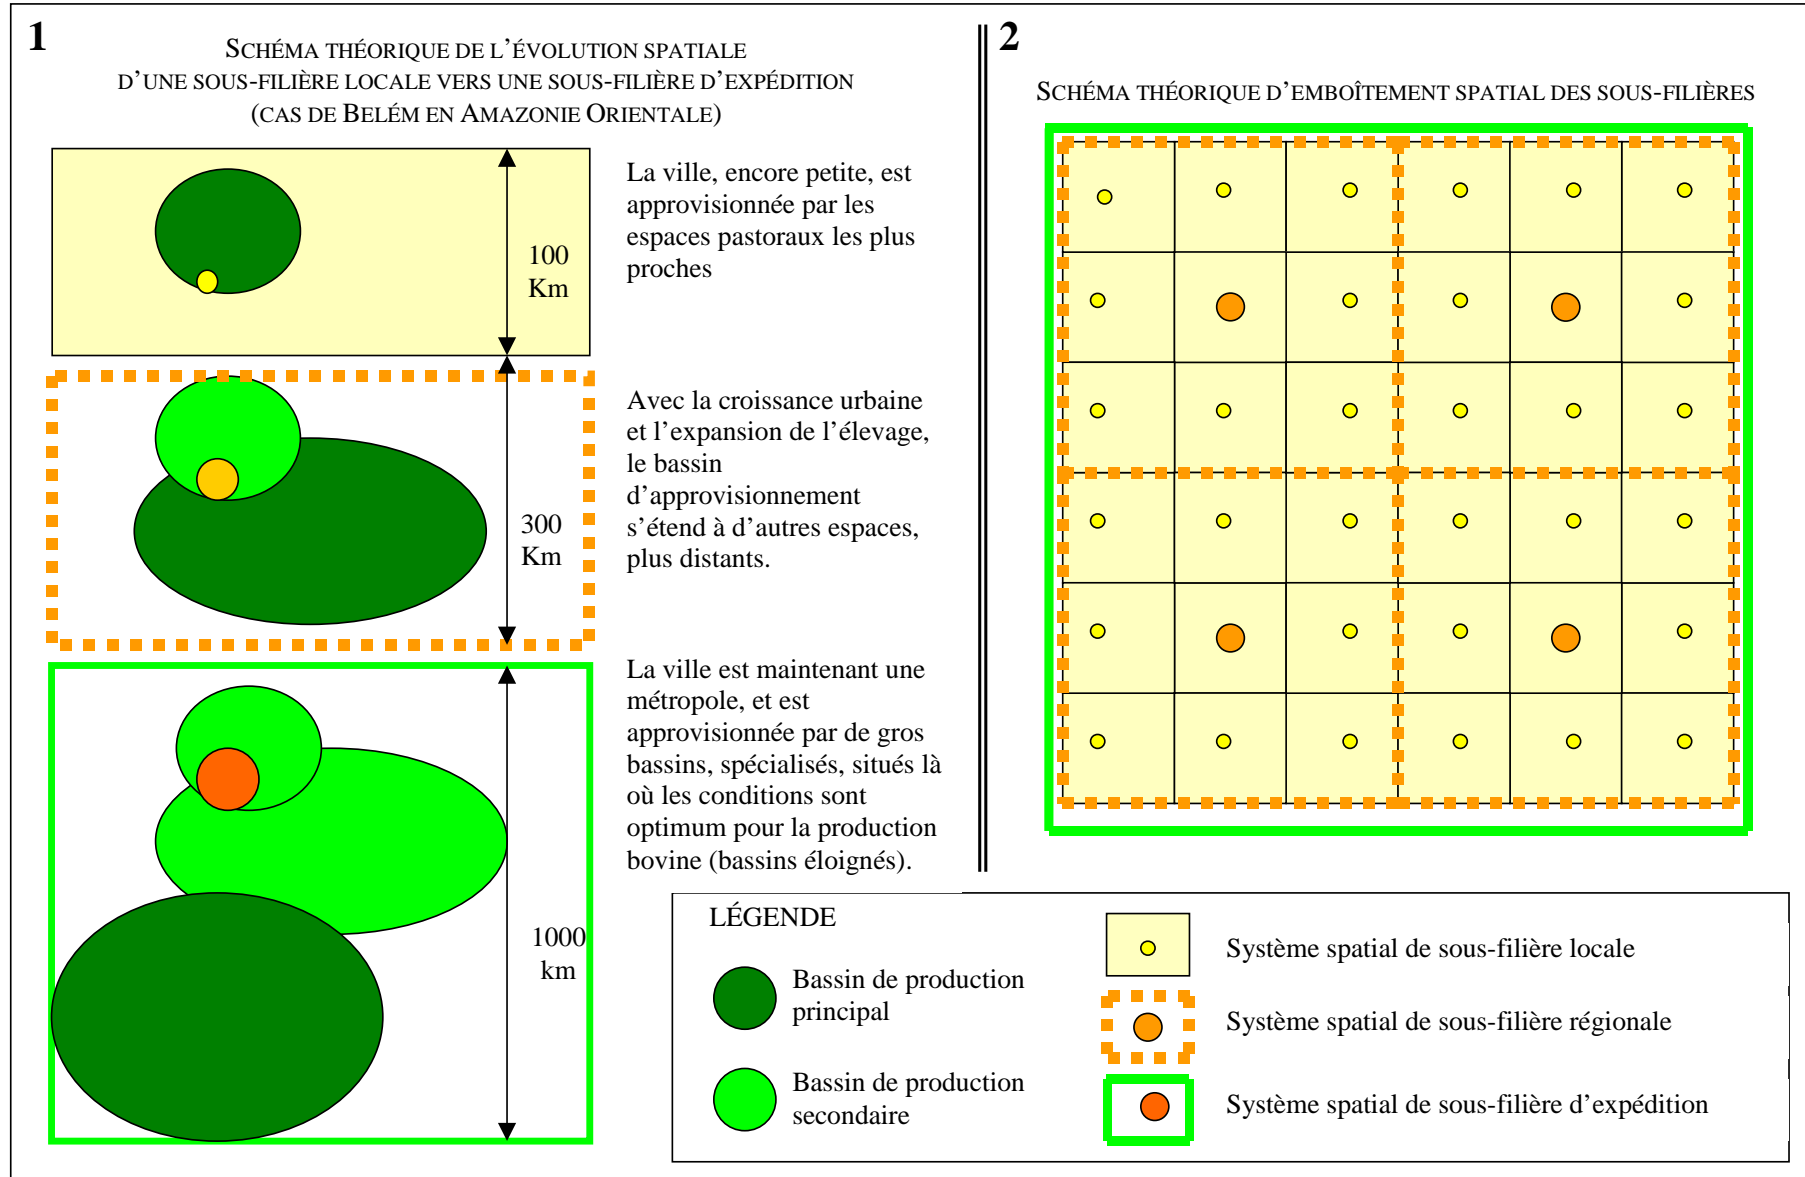 1
SCHÉMA THÉORIQUE DE L'ÉVOLUTION SPATIALE
D'UNE SOUS-FILIÈRE LOCALE VERS UNE SOUS-FILIÈRE D'EXPÉDITION
(CAS DE BELÉM EN AMAZONIE ORIENTALE)
100
Km
La ville, encore petite, est
approvisionnée par les
espaces pastoraux les plus
proches
300
Km
Avec la croissance urbaine
et l'expansion de l'élevage,
le bassin
d'approvisionnement
s'étend à d'autres espaces,
plus distants.
1000
km
La ville est maintenant une
métropole, et est
approvisionnée par de gros
bassins, spécialisés, situés là
où les conditions sont
optimum pour la production
bovine (bassins éloignés).
2
SCHÉMA THÉORIQUE D'EMBOÎTEMENT SPATIAL DES SOUS-FILIÈRES
LÉGENDE
Bassin de production
principal
Bassin de production
secondaire
Système spatial de sous-filière locale
Système spatial de sous-filière régionale
Système spatial de sous-filière d'expédition